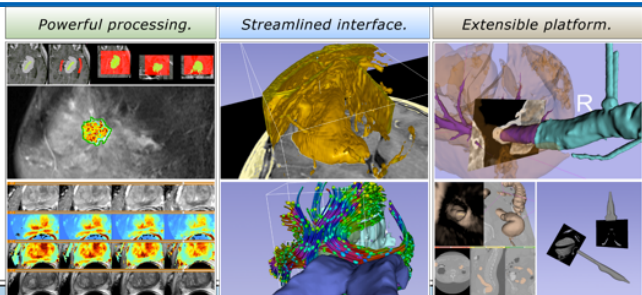 Powerful processing.
Streamlined interface.
Extensible platform.
R